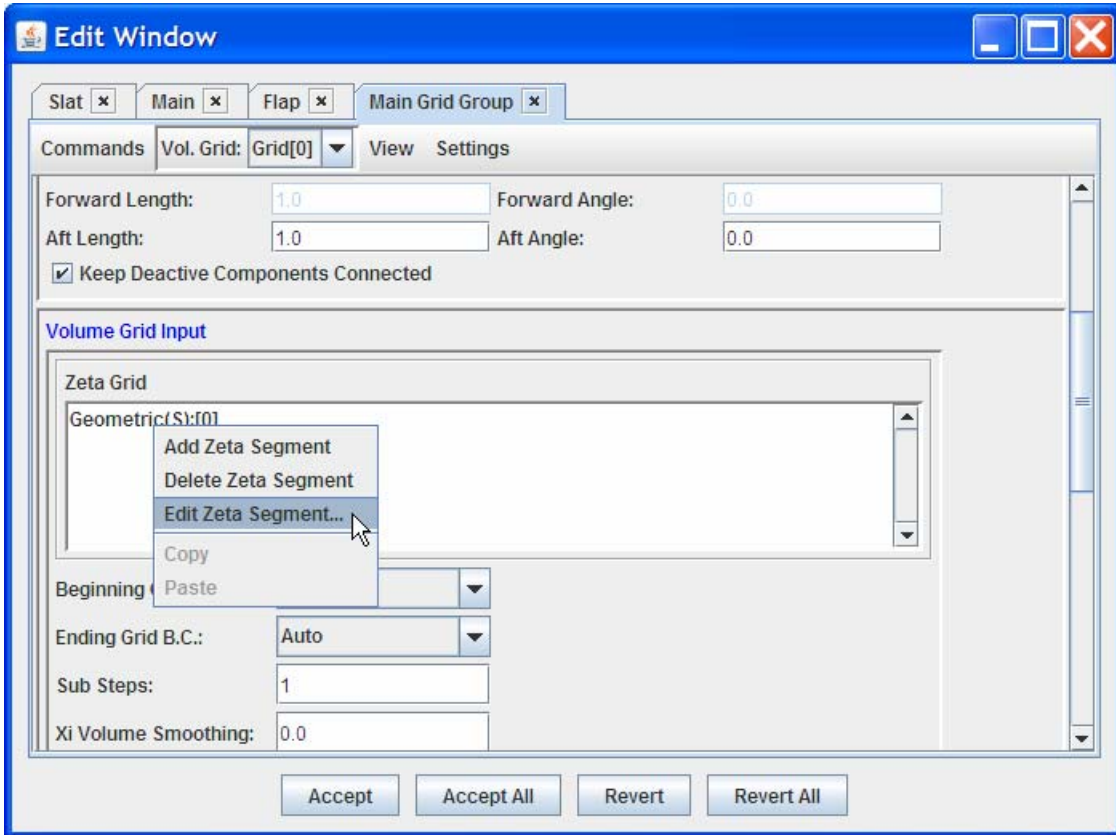 Edit Window
Slat Main Flap Main Grid Group
Commands Vol. Grid: Grid[0] View Settings
Forward Length: 1.0 Forward Angle: 0.0
Aft Length: 1.0 Aft Angle: 0.0
Keep Deactive Components Connected
Volume Grid Input
Zeta Grid
Geometric(S):[0]
Add Zeta Segment
Delete Zeta Segment
Edit Zeta Segment...
Copy
Paste
Beginning
Ending Grid B.C.: Auto
Sub Steps: 1
Xi Volume Smoothing: 0.0
Accept Accept All Revert Revert All